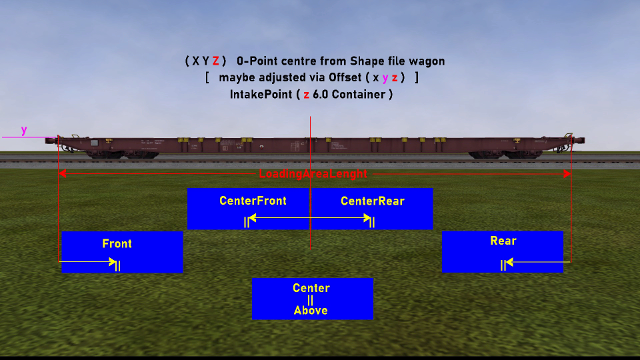 ( X Y Z ) 0-Point centre from Shape file wagon
[ maybe adjusted via Offset ( x y z ) ]
IntakePoint ( z 6.0 Container )
y
LoadingAreaLenght
CenterFront CenterRear
Front
Rear
Center
Above